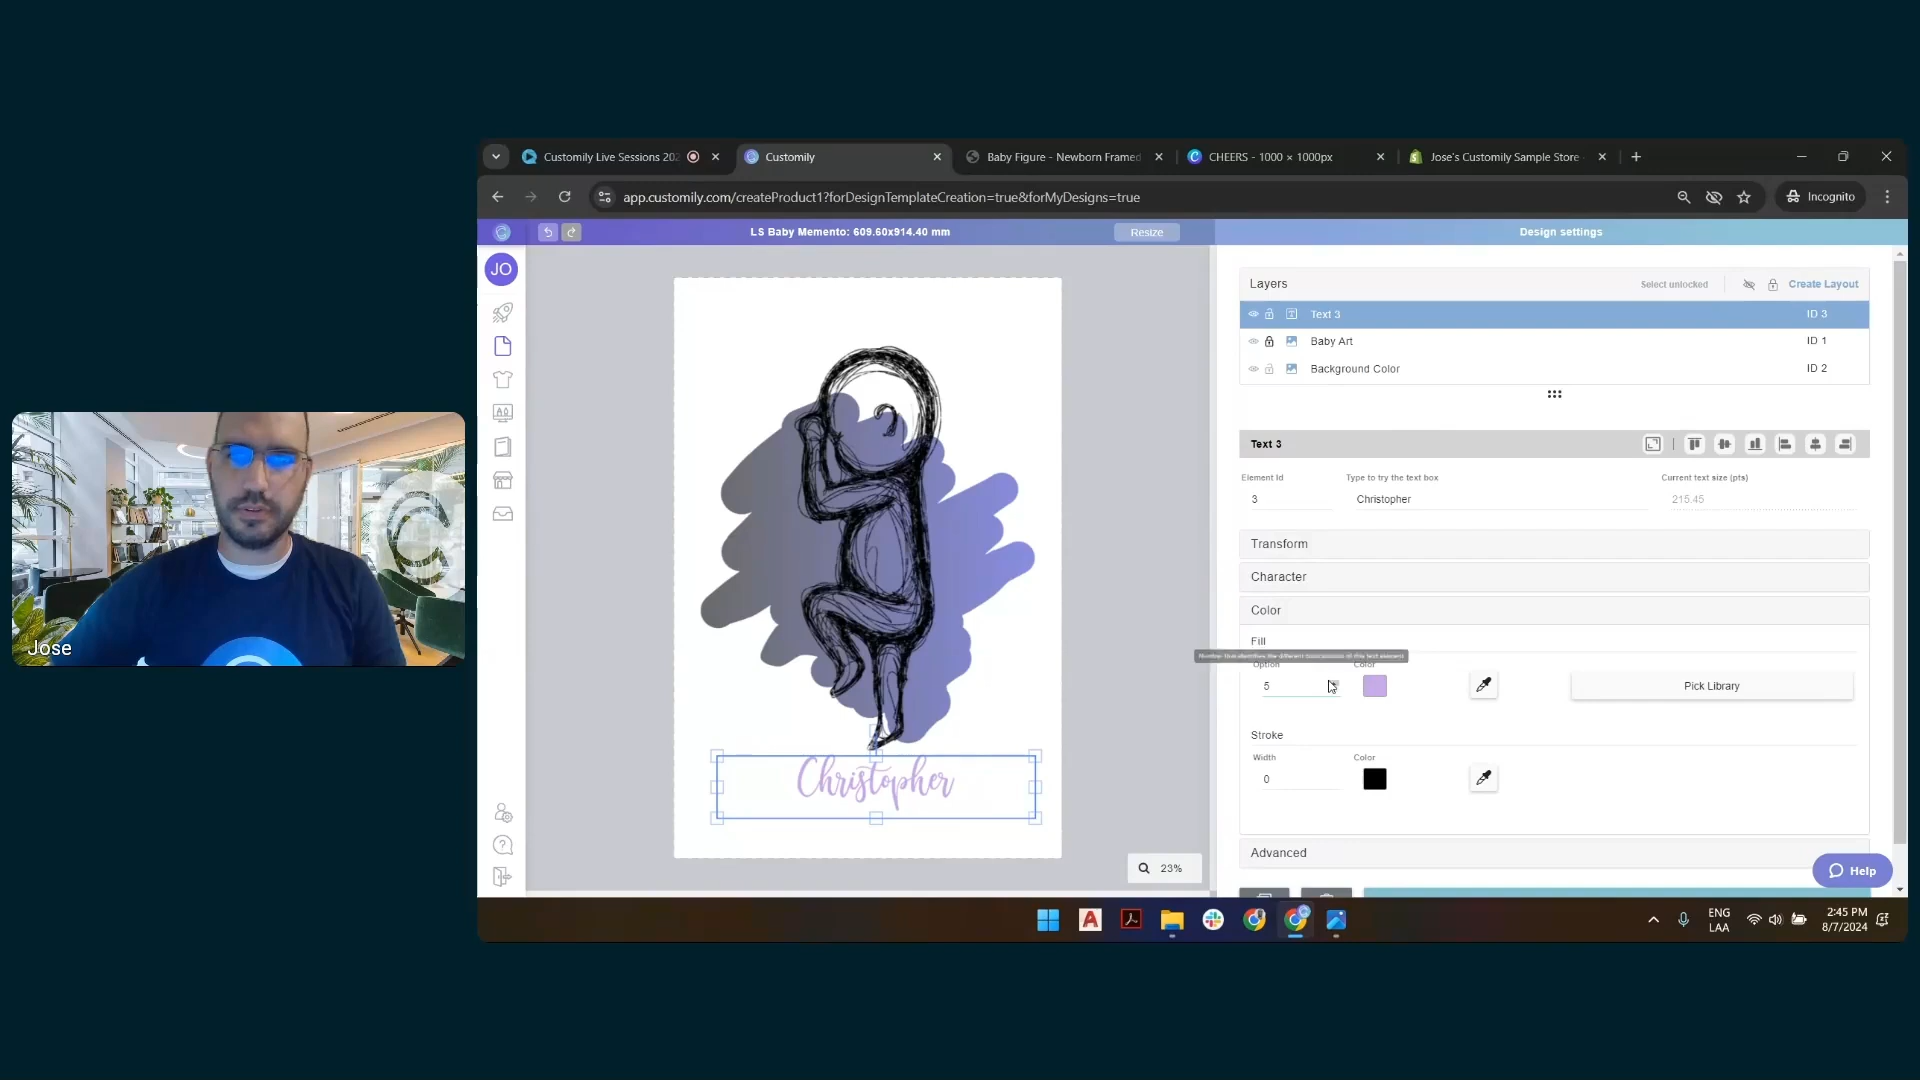 Customily Live Sessions 202
Customily
Baby Figure - Newborn Framed
CHEERS - 1000 × 1000px
Jose's Customily Sample Store -
app.customily.com/createProduct1?forDesignTemplateCreation=true&forMyDesigns=true
Incognito
LS Baby Memento: 609.60x914.40 mm
Resize
Design settings
JO
Layers
Select unlocked
Create Layout
Text 3
ID 3
Baby Art
ID 1
Background Color
ID 2
Text 3
Element Id
Type to try the text box
Current text size (pts)
3
Christopher
215.45
Transform
Character
Color
Fill
Option
Color
5
Pick Library
Stroke
Width
Color
0
Advanced
Christopher
23%
Help
Jose
ENG
LAA
2:45 PM
8/7/2024